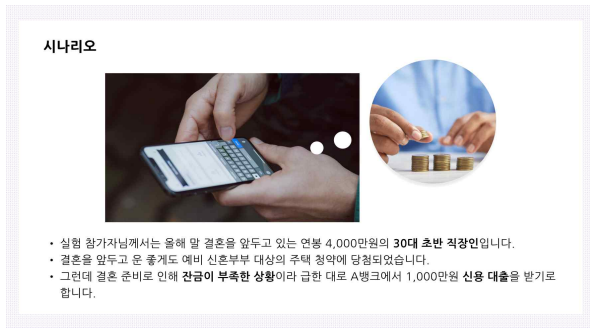 시나리오
• 실험 참가자님께서는 올해 말 결혼을 앞두고 있는 연봉 4,000만원의 30대 초반 직장인입니다.
• 결혼을 앞두고 운 좋게도 예비 신혼부부 대상의 주택 청약에 당첨되었습니다.
• 그런데 결혼 준비로 인해 잔금이 부족한 상황이라 급한 대로 A뱅크에서 1,000만원 신용 대출을 받기로
합니다.